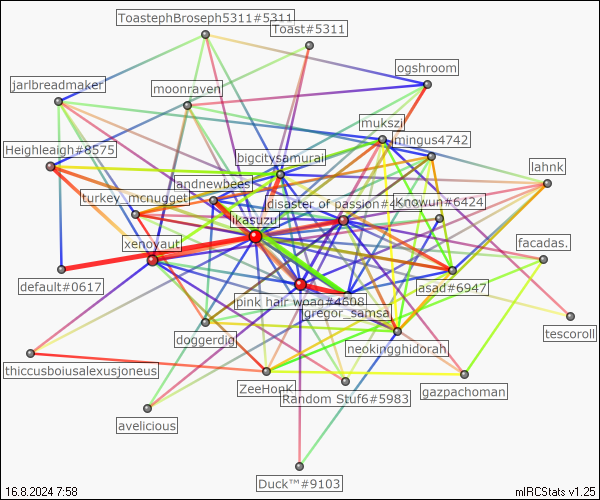 ToastephBroseph5311#5311
Toast#5311
ogshroom
jarlbreadmaker
moonraven
mukszi
mingus4742
Heighleaigh#8575
bigcitysamurai
lahnk
landnewbees
turkey_mcnugget
disaster of passion#4
Knowun#6424
ikasuzu
xenoyaut
facadas.
default#0617
asad#6947
pink hair woag#4608
gregor_samsa
tescoroll
doggerdig
neokingghidorah
thiccusboiusalexusjoneus
ZeeHonK
Random Stuf6#5983
gazpachoman
avelicious
Duck™#9103
16.8.2024 7:58
mIRCStats v1.25